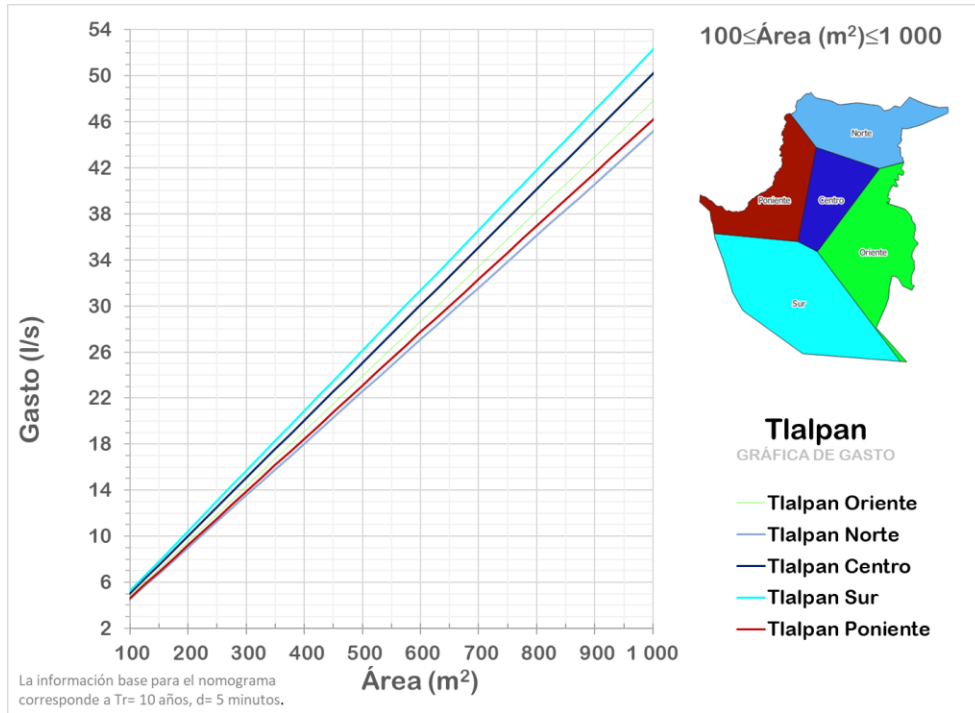 54
50
46
42
38
34
30
26
22
18
14
10
6
2
Gasto (l/s)
100 200 300 400 500 600 700 800 900 1 000
Área (m²)
La información base para el nomograma
corresponde a Tr= 10 años, d= 5 minutos.
100≤Área (m²)≤1 000
Norte
Poniente
Centro
Oriente
Sur
Tlalpan
GRÁFICA DE GASTO
Tlalpan Oriente
Tlalpan Norte
Tlalpan Centro
Tlalpan Sur
Tlalpan Poniente